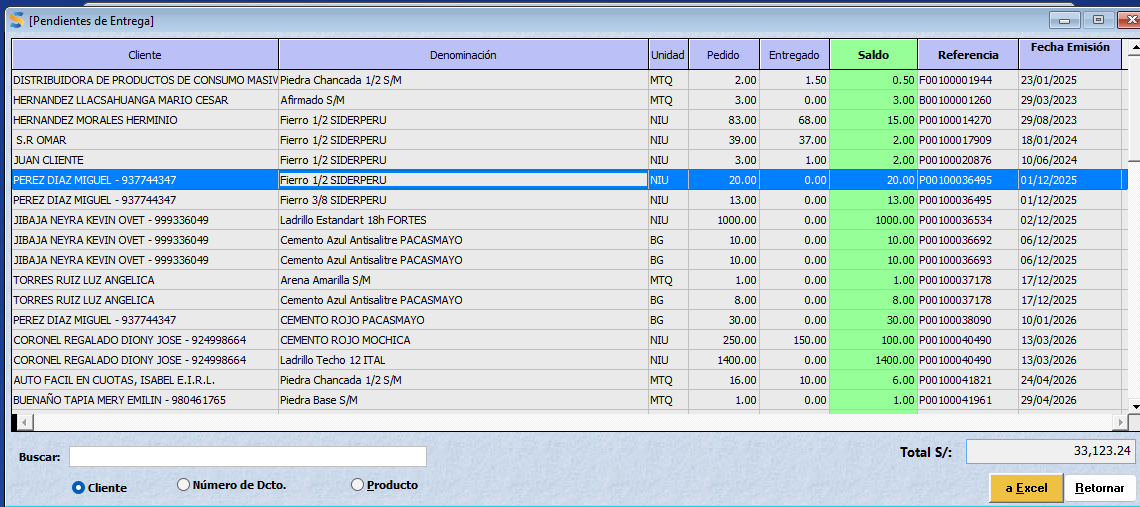 [Pendientes de Entrega]
Cliente Denominación Unidad Pedido Entregado Saldo Referencia Fecha Emisión
DISTRIBUIDORA DE PRODUCTOS DE CONSUMO MASIV Piedra Chancada 1/2 S/M MTQ 2.00 1.50 0.50 F00100001944 23/01/2025
HERNANDEZ LLACSAHUANGA MARIO CESAR Afirmado S/M MTQ 3.00 0.00 3.00 B00100001260 29/03/2023
HERNANDEZ MORALES HERMINIO Fierro 1/2 SIDERPERU NIU 83.00 68.00 15.00 P00100014270 29/08/2023
S.R OMAR Fierro 1/2 SIDERPERU NIU 39.00 37.00 2.00 P00100017909 18/01/2024
JUAN CLIENTE Fierro 1/2 SIDERPERU NIU 3.00 1.00 2.00 P00100020876 10/06/2024
PEREZ DIAZ MIGUEL - 937744347 Fierro 1/2 SIDERPERU NIU 20.00 0.00 20.00 P00100036495 01/12/2025
PEREZ DIAZ MIGUEL - 937744347 Fierro 3/8 SIDERPERU NIU 13.00 0.00 13.00 P00100036495 01/12/2025
JIBAJA NEYRA KEVIN OVET - 999336049 Ladrillo Estandart 18h FORTES NIU 1000.00 0.00 1000.00 P00100036534 02/12/2025
JIBAJA NEYRA KEVIN OVET - 999336049 Cemento Azul Antisalitre PACASMAYO BG 10.00 0.00 10.00 P00100036692 06/12/2025
JIBAJA NEYRA KEVIN OVET - 999336049 Cemento Azul Antisalitre PACASMAYO BG 10.00 0.00 10.00 P00100036693 06/12/2025
TORRES RUIZ LUZ ANGELICA Arena Amarilla S/M MTQ 1.00 0.00 1.00 P00100037178 17/12/2025
TORRES RUIZ LUZ ANGELICA Cemento Azul Antisalitre PACASMAYO BG 8.00 0.00 8.00 P00100037178 17/12/2025
PEREZ DIAZ MIGUEL - 937744347 CEMENTO ROJO PACASMAYO BG 30.00 0.00 30.00 P00100038090 10/01/2026
CORONEL REGALADO DIONY JOSE - 924998664 CEMENTO ROJO MOCHICA NIU 250.00 150.00 100.00 P00100040490 13/03/2026
CORONEL REGALADO DIONY JOSE - 924998664 Ladrillo Techo 12 ITAL NIU 1400.00 0.00 1400.00 P00100040490 13/03/2026
AUTO FACIL EN CUOTAS, ISABEL E.I.R.L. Piedra Chancada 1/2 S/M MTQ 16.00 10.00 6.00 P00100041821 24/04/2026
BUENAÑO TAPIA MERY EMILIN - 980461765 Piedra Base S/M MTQ 1.00 0.00 1.00 P00100041961 29/04/2026
Buscar: Total S/: 33,123.24
Cliente Número de Dcto. Producto a Excel Retornar